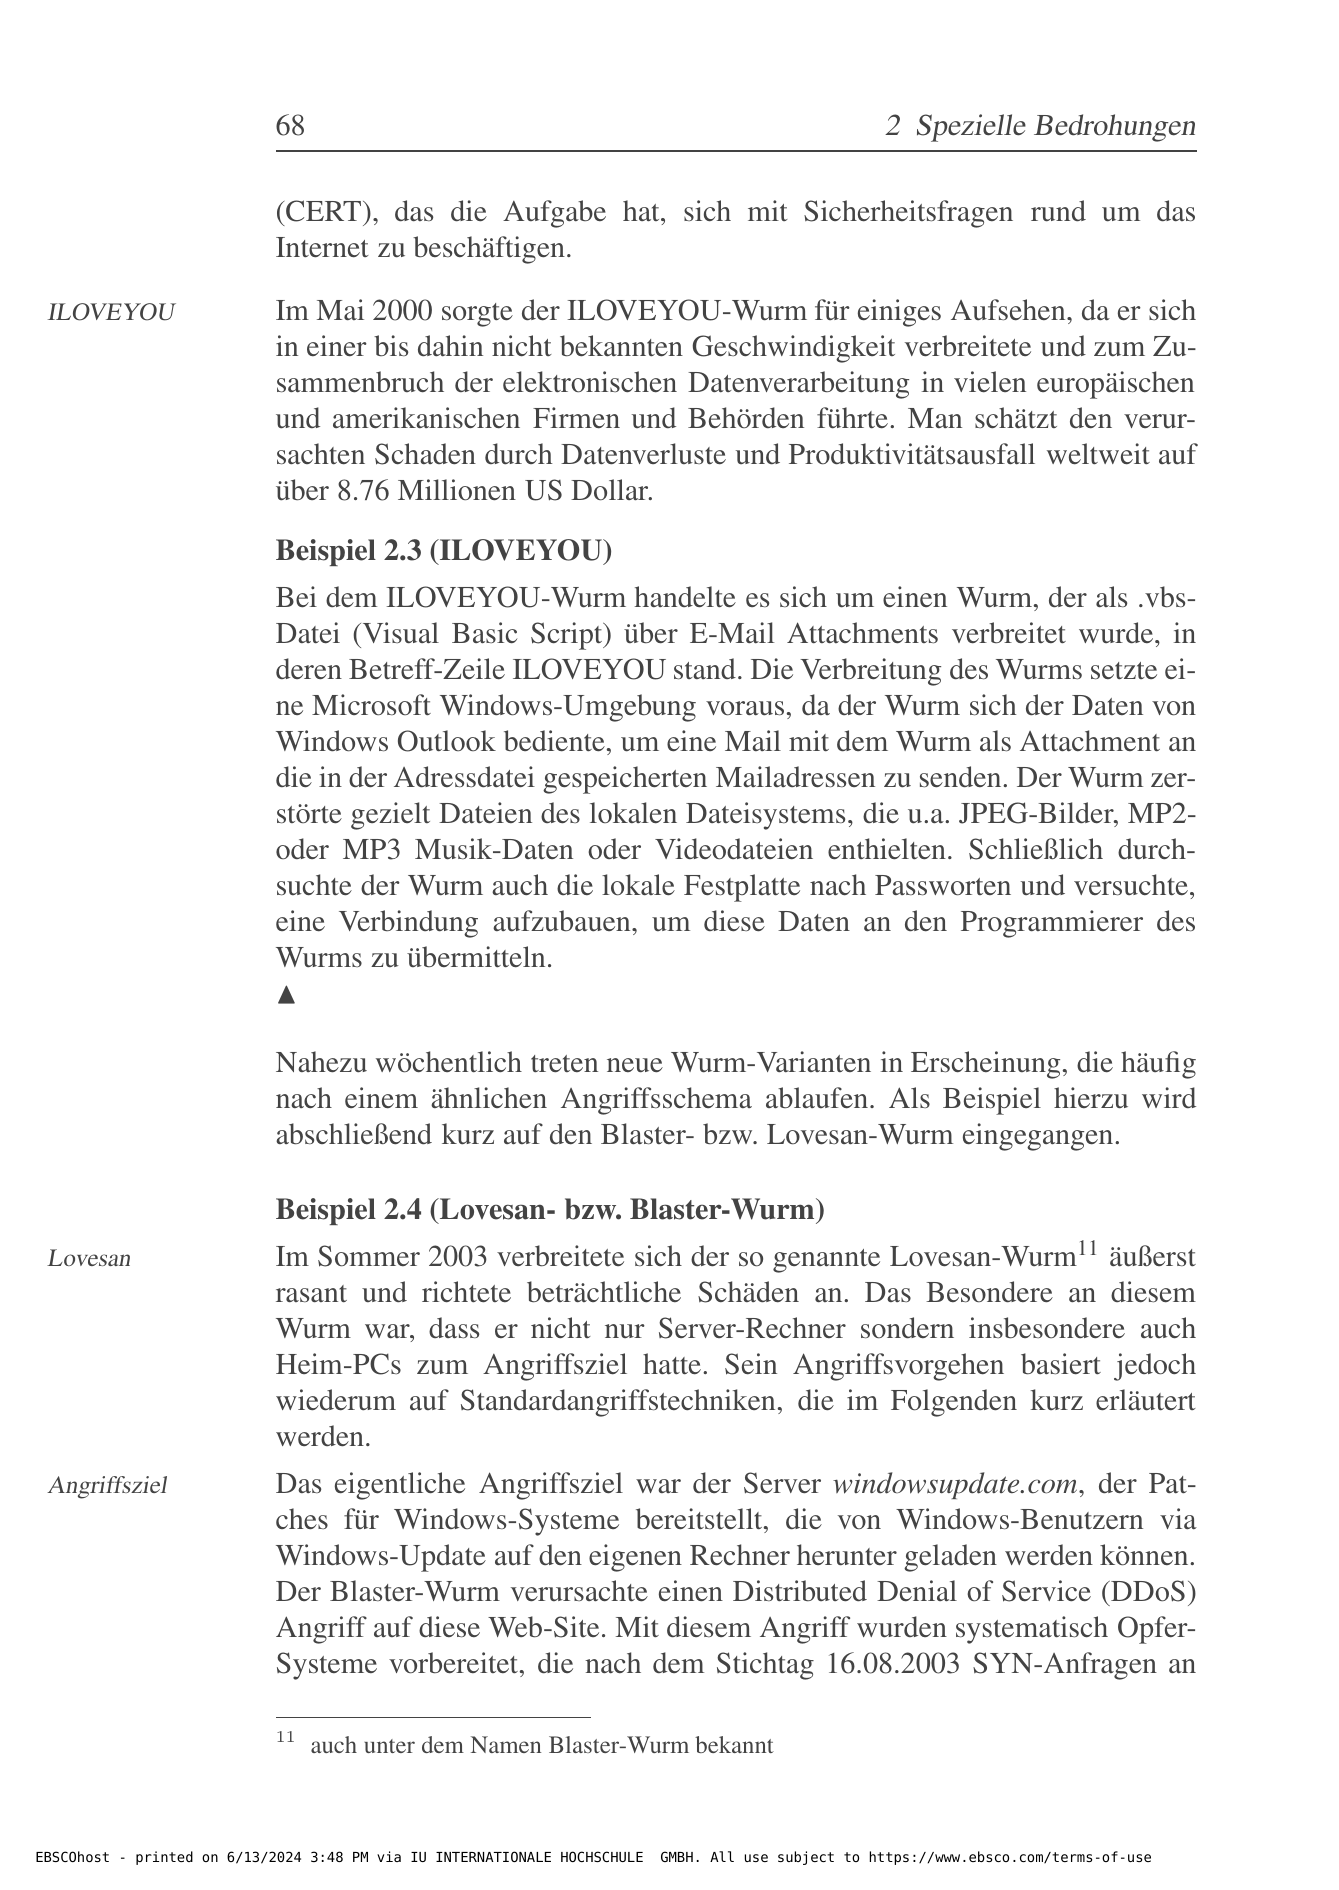 68
2 Spezielle Bedrohungen
(CERT), das die Aufgabe hat, sich mit Sicherheitsfragen rund um das
Internet zu beschäftigen.
ILOVEYOU
Im Mai 2000 sorgte der ILOVEYOU-Wurm für einiges Aufsehen, da er sich
in einer bis dahin nicht bekannten Geschwindigkeit verbreitete und zum Zu-
sammenbruch der elektronischen Datenverarbeitung in vielen europäischen
und amerikanischen Firmen und Behörden führte. Man schätzt den verur-
sachten Schaden durch Datenverluste und Produktivitätsausfall weltweit auf
über 8.76 Millionen US Dollar.
Beispiel 2.3 (ILOVEYOU)
Bei dem ILOVEYOU-Wurm handelte es sich um einen Wurm, der als .vbs-
Datei (Visual Basic Script) über E-Mail Attachments verbreitet wurde, in
deren Betreff-Zeile ILOVEYOU stand. Die Verbreitung des Wurms setzte ei-
ne Microsoft Windows-Umgebung voraus, da der Wurm sich der Daten von
Windows Outlook bediente, um eine Mail mit dem Wurm als Attachment an
die in der Adressdatei gespeicherten Mailadressen zu senden. Der Wurm zer-
störte gezielt Dateien des lokalen Dateisystems, die u.a. JPEG-Bilder, MP2-
oder MP3 Musik-Daten oder Videodateien enthielten. Schließlich durch-
suchte der Wurm auch die lokale Festplatte nach Passworten und versuchte,
eine Verbindung aufzubauen, um diese Daten an den Programmierer des
Wurms zu übermitteln.
▲
Nahezu wöchentlich treten neue Wurm-Varianten in Erscheinung, die häufig
nach einem ähnlichen Angriffsschema ablaufen. Als Beispiel hierzu wird
abschließend kurz auf den Blaster- bzw. Lovesan-Wurm eingegangen.
Beispiel 2.4 (Lovesan- bzw. Blaster-Wurm)
Lovesan
Im Sommer 2003 verbreitete sich der so genannte Lovesan-Wurm11 äußerst
rasant und richtete beträchtliche Schäden an. Das Besondere an diesem
Wurm war, dass er nicht nur Server-Rechner sondern insbesondere auch
Heim-PCs zum Angriffsziel hatte. Sein Angriffsvorgehen basiert jedoch
wiederum auf Standardangriffstechniken, die im Folgenden kurz erläutert
werden.
Angriffsziel
Das eigentliche Angriffsziel war der Server windowsupdate.com, der Pat-
ches für Windows-Systeme bereitstellt, die von Windows-Benutzern via
Windows-Update auf den eigenen Rechner herunter geladen werden können.
Der Blaster-Wurm verursachte einen Distributed Denial of Service (DDoS)
Angriff auf diese Web-Site. Mit diesem Angriff wurden systematisch Opfer-
Systeme vorbereitet, die nach dem Stichtag 16.08.2003 SYN-Anfragen an
11 auch unter dem Namen Blaster-Wurm bekannt
EBSCOhost - printed on 6/13/2024 3:48 PM via IU INTERNATIONALE HOCHSCHULE GMBH. All use subject to https://www.ebsco.com/terms-of-use